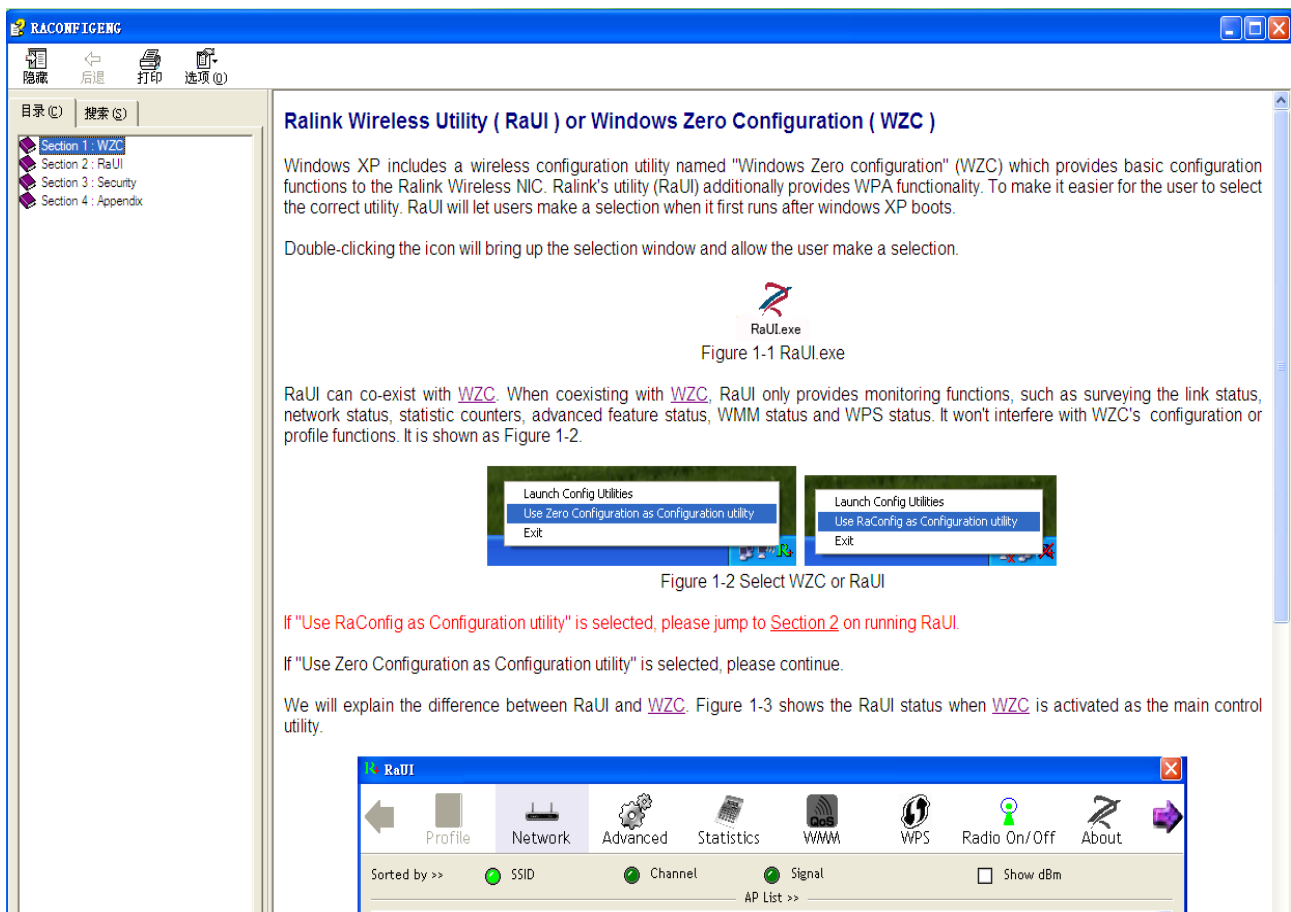 RACONFIGENG
隐藏
后退
打印
选项(O)
目录(C)
搜索(S)
Section 1 : WZC
Section 2 : RaUI
Section 3 : Security
Section 4 : Appendix
Ralink Wireless Utility ( RaUI ) or Windows Zero Configuration ( WZC )
Windows XP includes a wireless configuration utility named "Windows Zero configuration" (WZC) which provides basic configuration
functions to the Ralink Wireless NIC. Ralink's utility (RaUI) additionally provides WPA functionality. To make it easier for the user to select
the correct utility. RaUI will let users make a selection when it first runs after windows XP boots.
Double-clicking the icon will bring up the selection window and allow the user make a selection.
RaUI.exe
Figure 1-1 RaUI.exe
RaUI can co-exist with WZC. When coexisting with WZC, RaUI only provides monitoring functions, such as surveying the link status,
network status, statistic counters, advanced feature status, WMM status and WPS status. It won't interfere with WZC's configuration or
profile functions. It is shown as Figure 1-2.
Launch Config Utilities
Use Zero Configuration as Configuration utility
Exit
Launch Config Utilities
Use RaConfig as Configuration utility
Exit
Figure 1-2 Select WZC or RaUI
If "Use RaConfig as Configuration utility" is selected, please jump to Section 2 on running RaUI.
If "Use Zero Configuration as Configuration utility" is selected, please continue.
We will explain the difference between RaUI and WZC. Figure 1-3 shows the RaUI status when WZC is activated as the main control
utility.
RaUI
Profile
Network
Advanced
Statistics
QoS
WMM
WPS
Radio On/Off
About
Sorted by >>
SSID
Channel
Signal
Show dBm
AP List >>